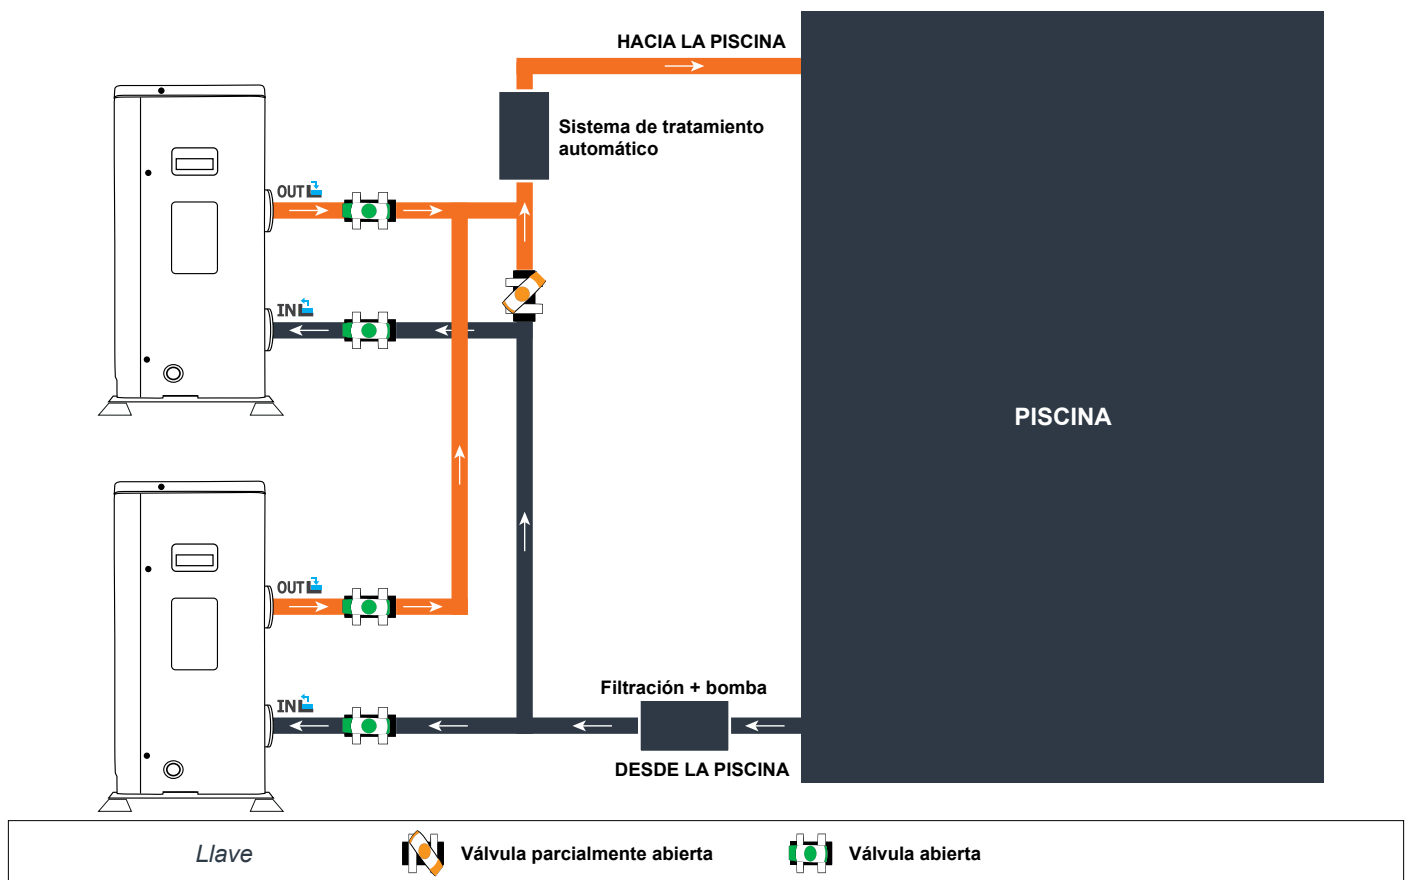 HACIA LA PISCINA
Sistema de tratamiento
automático
OUT
IN
PISCINA
OUT
IN
Filtración + bomba
DESDE LA PISCINA
Llave
Válvula parcialmente abierta
Válvula abierta